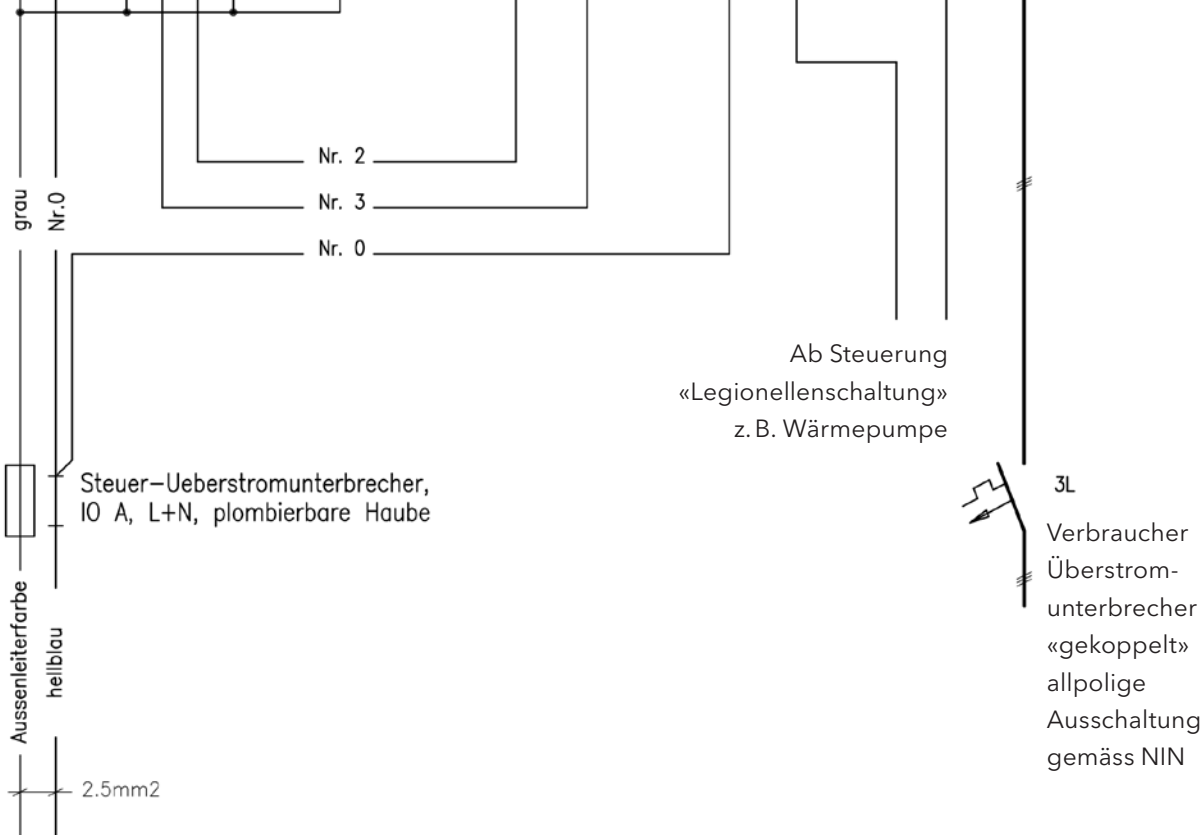 Nr. 2
Nr. 3
Nr. 0
grau
Nr.0
Ab Steuerung
«Legionellenschaltung»
z. B. Wärmepumpe
Steuer–Ueberstromunterbrecher,
10 A, L+N, plombierbare Haube
3L
Verbraucher
Überstrom-
unterbrecher
«gekoppelt»
allpolige
Ausschaltung
gemäss NIN
Aussenleiterfarbe
hellblau
2.5mm2